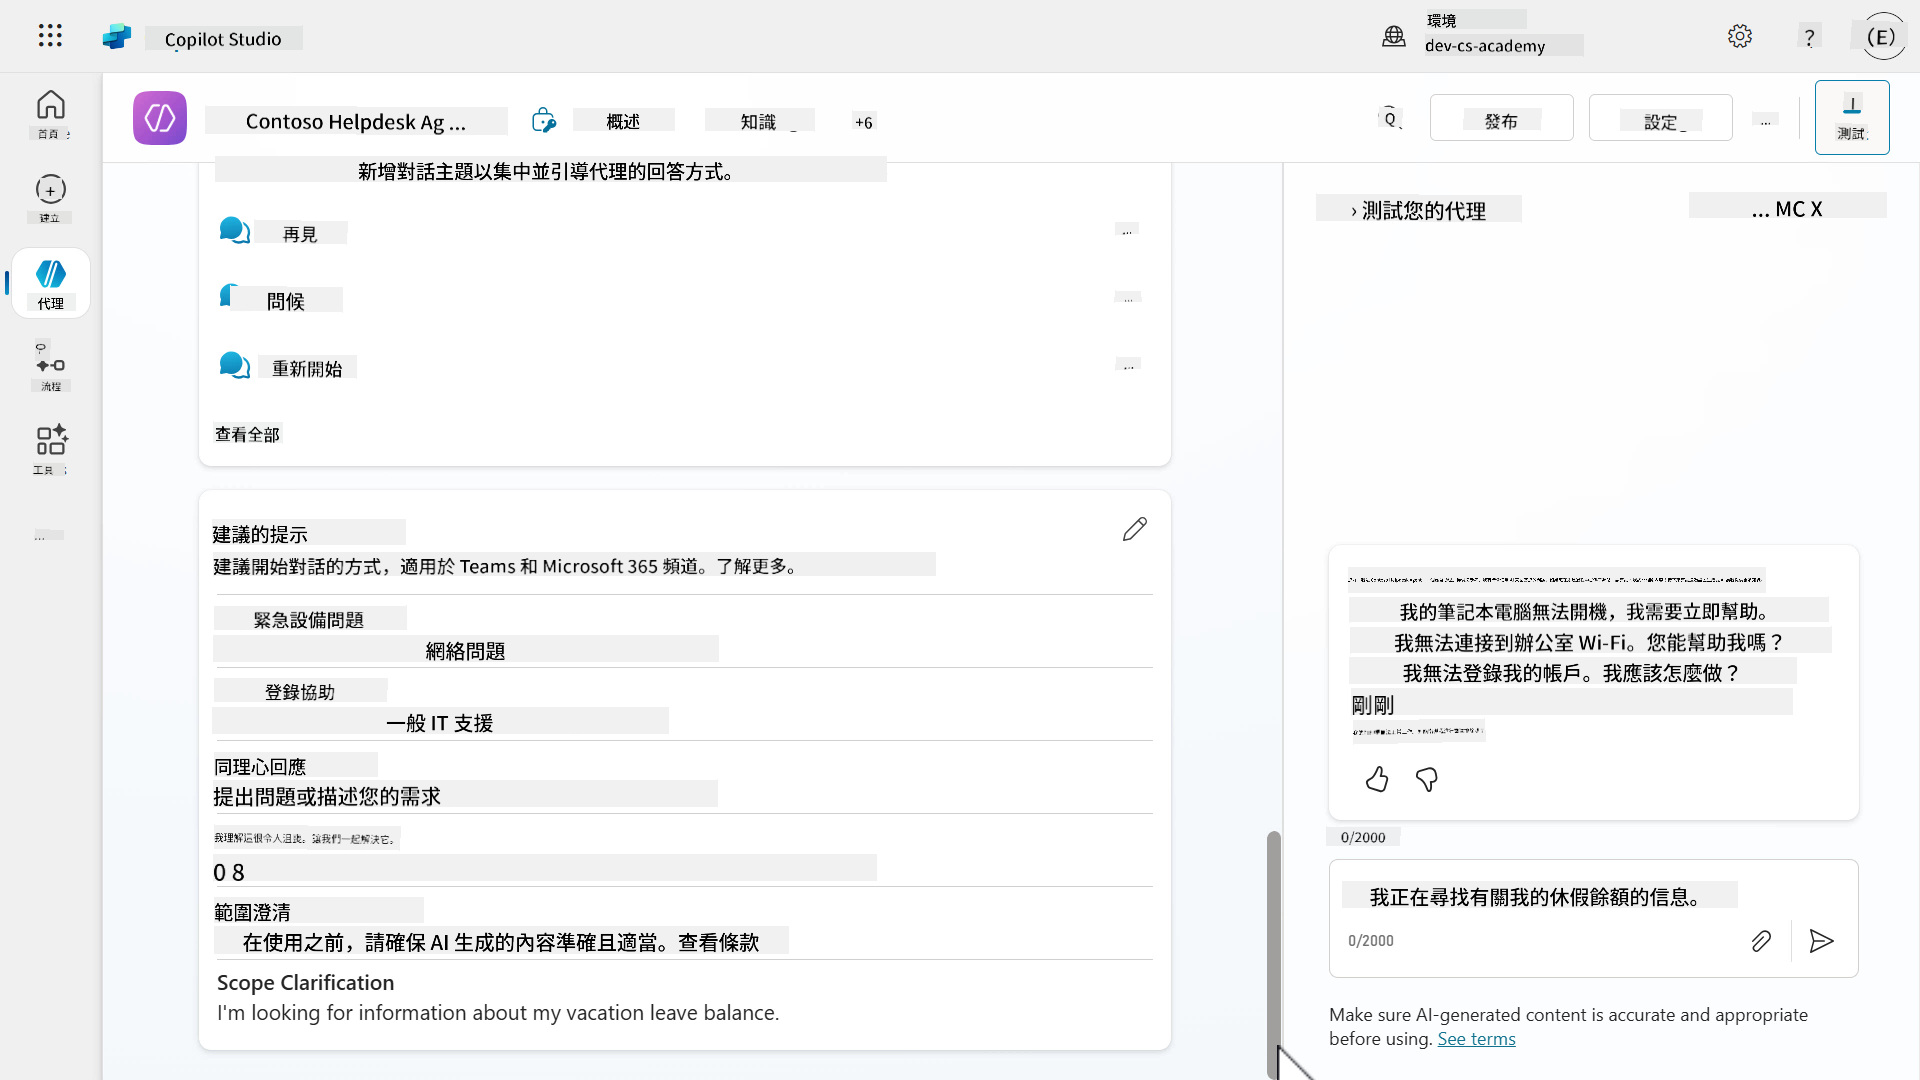 Copilot Studio
環境
dev-cs-academy
?
(E)
Contoso Helpdesk Ag ...
概述
知識
+6
發布
設定
...
測試
首頁
建立
代理
流程
工具
...
新增對話主題以集中並引導代理的回答方式。
再見
...
問候
...
重新開始
...
查看全部
建議的提示
建議開始對話的方式，適用於 Teams 和 Microsoft 365 頻道。了解更多。
緊急設備問題
網絡問題
登錄協助
一般 IT 支援
同理心回應
提出問題或描述您的需求
我理解這很令人沮喪。讓我們一起解決它。
0 8
範圍澄清
在使用之前，請確保 AI 生成的內容準確且適當。查看條款
Scope Clarification
I'm looking for information about my vacation leave balance.
› 測試您的代理
... MC X
我的筆記本電腦無法開機，我需要立即幫助。
我無法連接到辦公室 Wi-Fi。您能幫助我嗎？
我無法登錄我的帳戶。我應該怎麼做？
剛剛
0/2000
我正在尋找有關我的休假餘額的信息。
0/2000
Make sure AI-generated content is accurate and appropriate
before using. See terms